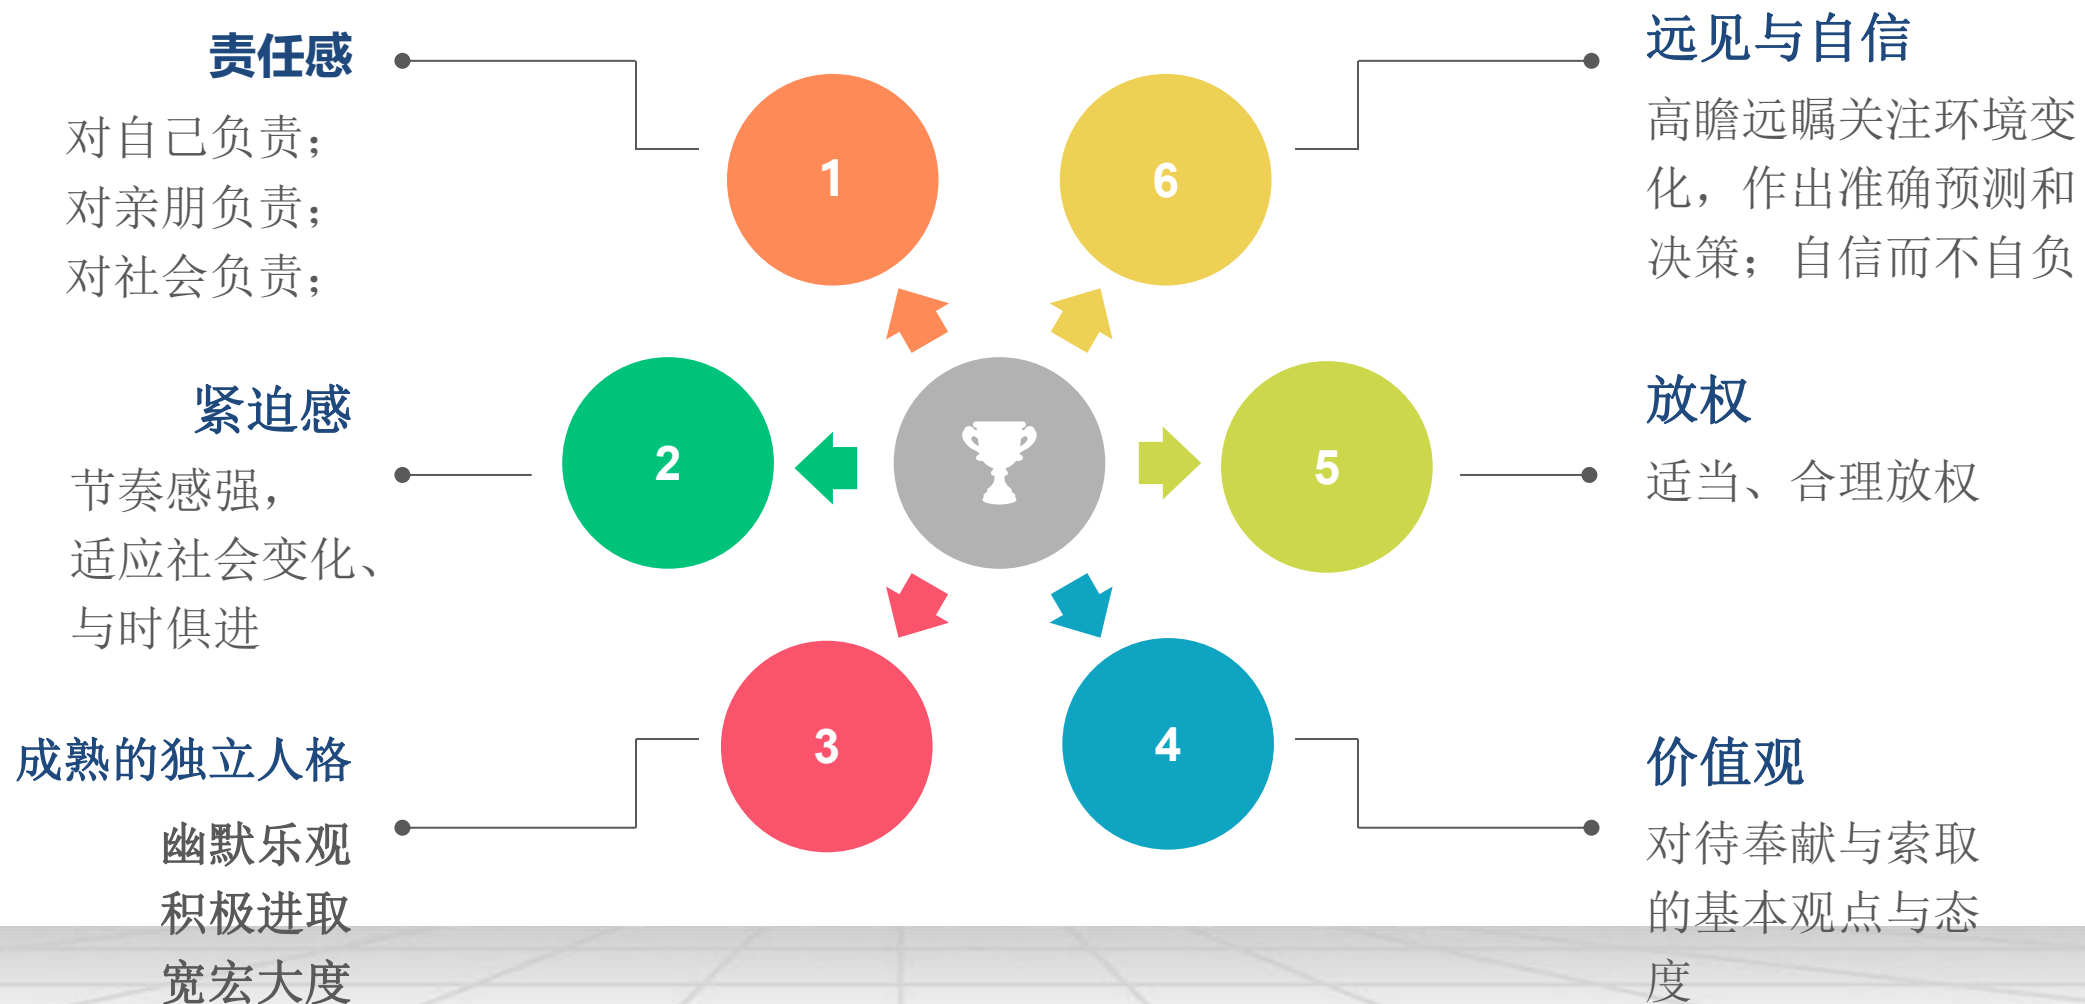 责任感
对自己负责；
对亲朋负责；
对社会负责；
1
紧迫感
节奏感强，
适应社会变化、
与时俱进
2
成熟的独立人格
幽默乐观
积极进取
宽宏大度
3
4
价值观
对待奉献与索取
的基本观点与态
度
5
放权
适当、合理放权
6
远见与自信
高瞻远瞩关注环境变
化，作出准确预测和
决策；自信而不自负